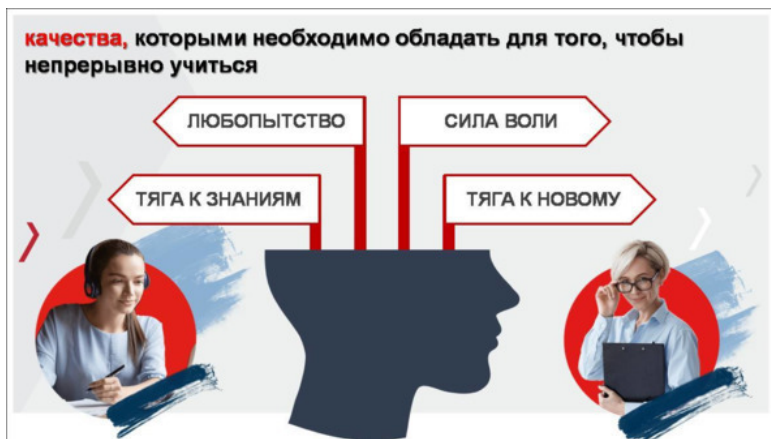 качества, которыми необходимо обладать для того, чтобы
непрерывно учиться
ЛЮБОПЫТСТВО
СИЛА ВОЛИ
ТЯГА К ЗНАНИЯМ
ТЯГА К НОВОМУ